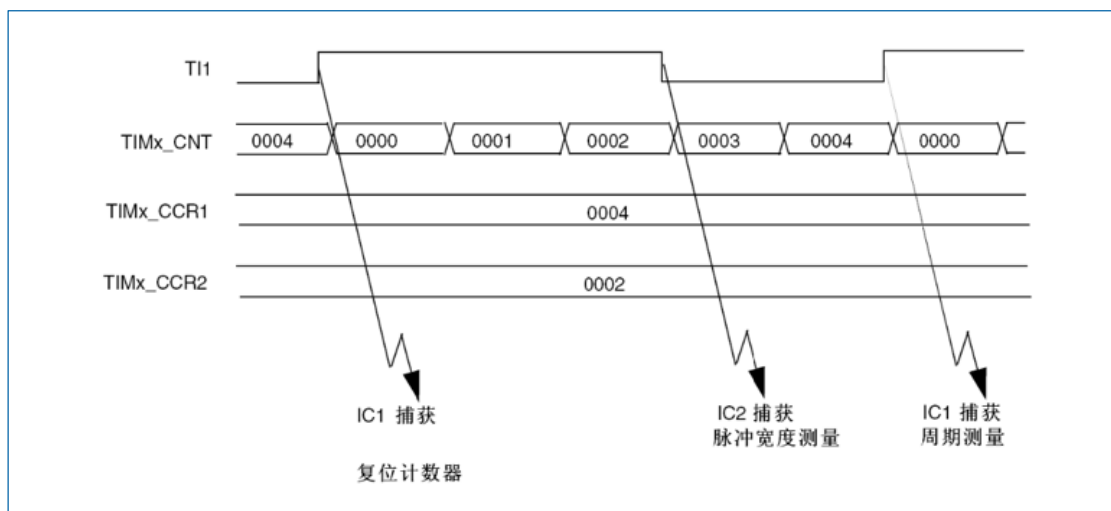 TI1
TIMx_CNT 0004 0000 0001 0002 0003 0004 0000
TIMx_CCR1 0004
TIMx_CCR2 0002
IC1 捕获
复位计数器
IC2 捕获
脉冲宽度测量
IC1 捕获
周期测量